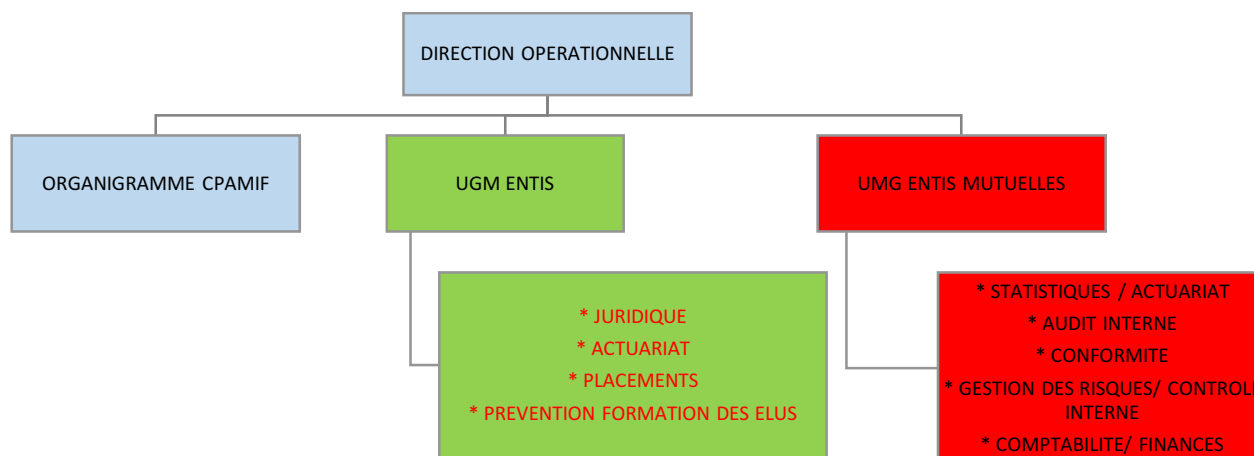 DIRECTION OPERATIONNELLE
ORGANIGRAMME CPAMIF
UGM ENTIS
UMG ENTIS MUTUELLES
* JURIDIQUE
* ACTUARIAT
* PLACEMENTS
* PREVENTION FORMATION DES ELUS
* STATISTIQUES / ACTUARIAT
* AUDIT INTERNE
* CONFORMITE
* GESTION DES RISQUES/ CONTROLE
INTERNE
* COMPTABILITE/ FINANCES